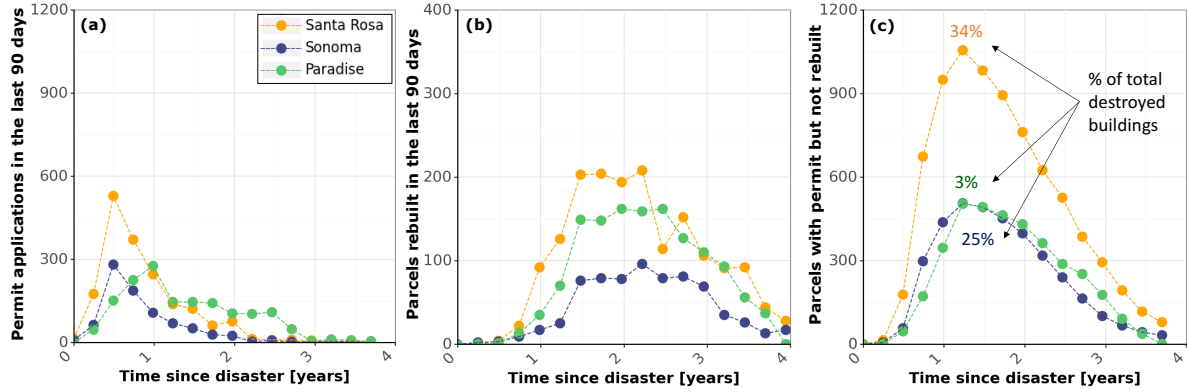 (a)
Santa Rosa
Sonoma
Paradise
Permit applications in the last 90 days
1200
900
600
300
0
0
1
2
3
4
Time since disaster [years]
(b)
Parcels rebuilt in the last 90 days
400
300
200
100
0
0
1
2
3
4
Time since disaster [years]
(c)
34%
% of total
destroyed
buildings
3%
25%
Parcels with permit but not rebuilt
1200
900
600
300
0
0
1
2
3
4
Time since disaster [years]